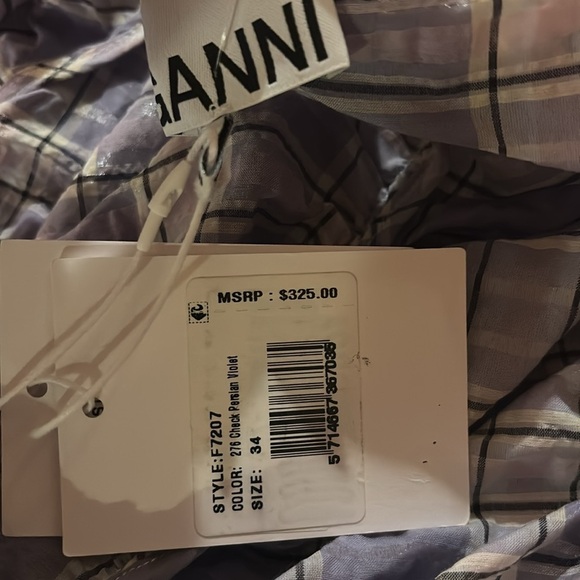 GANNI
MSRP : $325.00
STYLE:F7207
COLOR: 276 Check Persian Violet
SIZE: 34
5 714667 367036